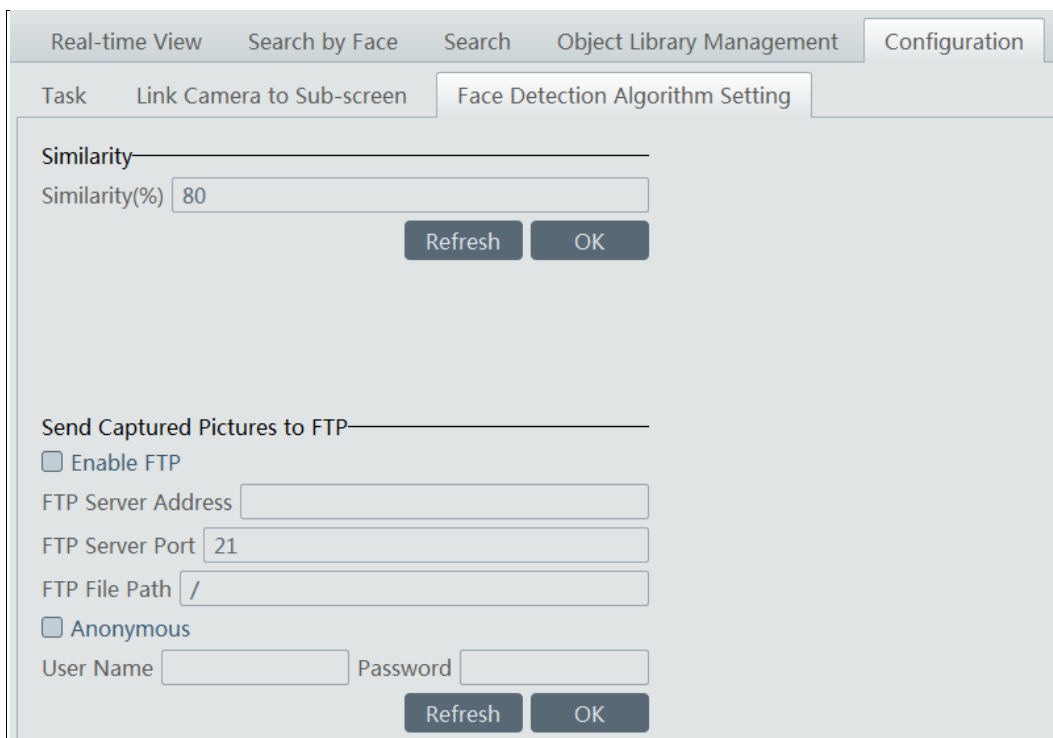 Real-time View Search by Face Search Object Library Management Configuration
Task Link Camera to Sub-screen Face Detection Algorithm Setting
Similarity
Similarity(%) 80
Refresh OK
Send Captured Pictures to FTP
Enable FTP
FTP Server Address
FTP Server Port 21
FTP File Path /
Anonymous
User Name Password
Refresh OK